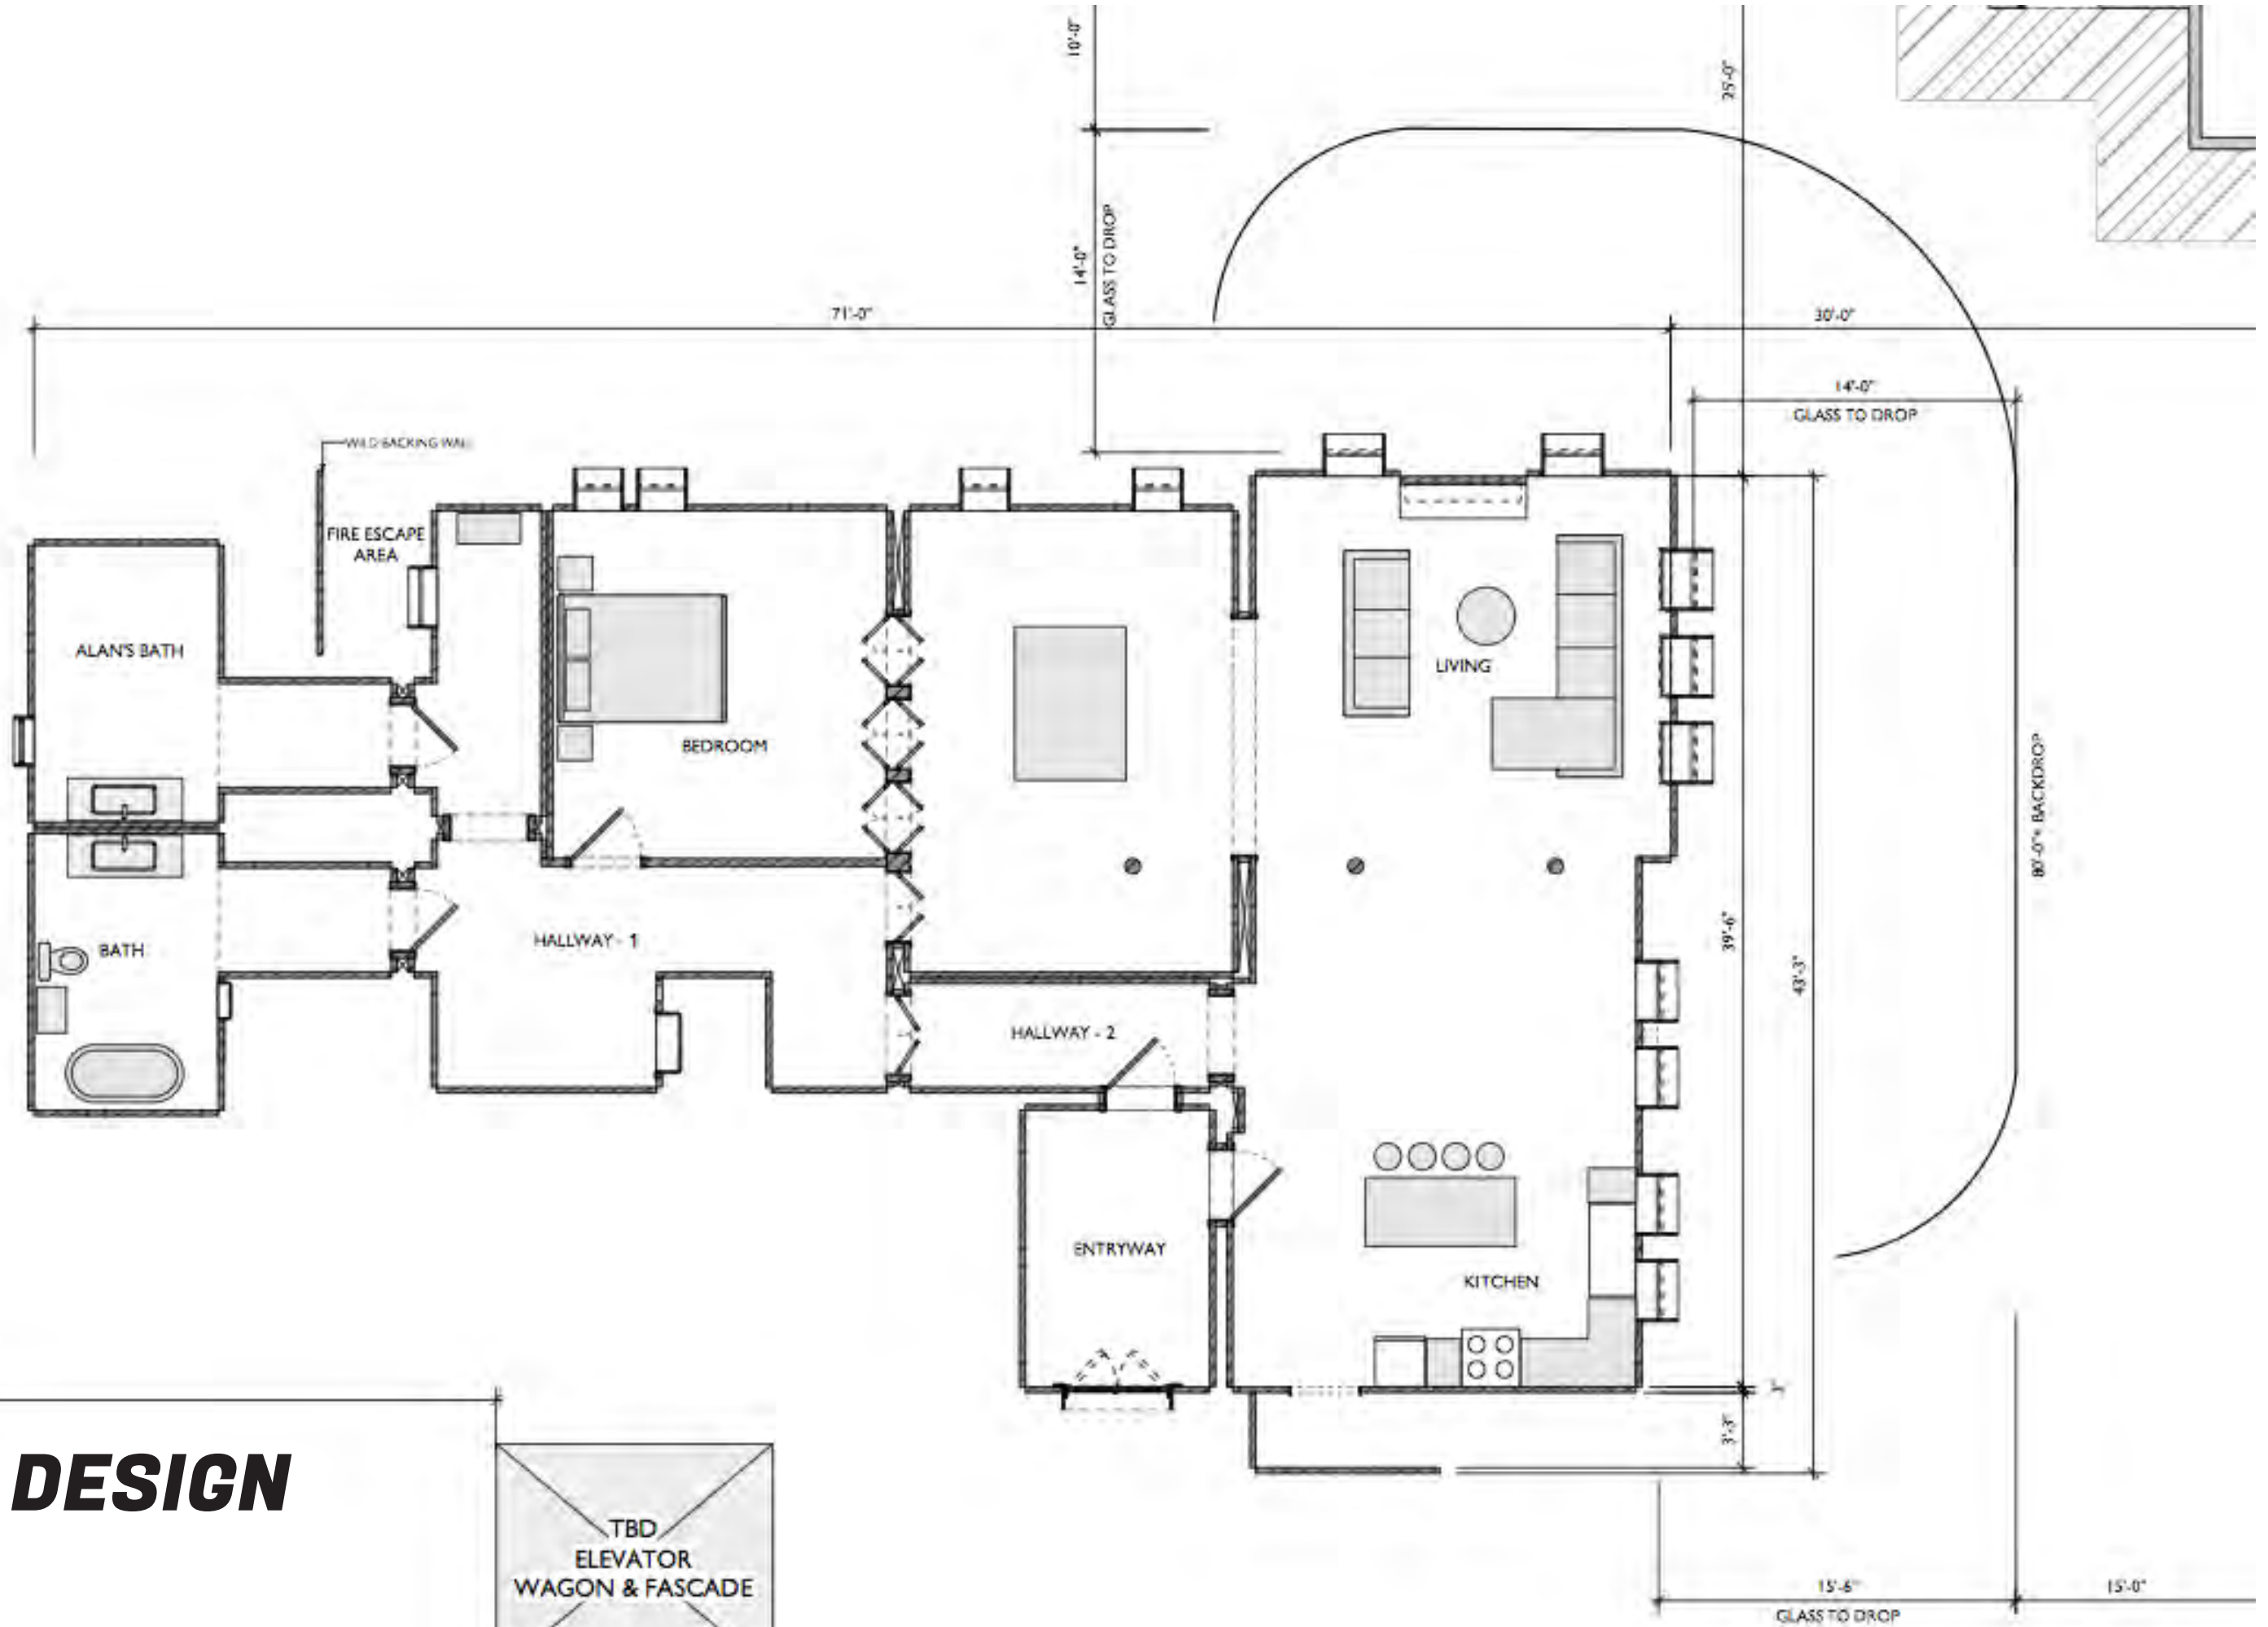 10'-0"
25'-0"
14'-0"
GLASS TO DROP
71'-0"
30'-0"
14'-0"
GLASS TO DROP
WILD BACKING WALL
FIRE ESCAPE
AREA
ALAN'S BATH
LIVING
BEDROOM
80'-0"+ BACKDROP
BATH
HALLWAY - 1
39'-6"
43'-3"
HALLWAY - 2
ENTRYWAY
KITCHEN
3"
3'-3"
DESIGN
TBD
ELEVATOR
WAGON & FASCADE
15'-6"
GLASS TO DROP
15'-0"